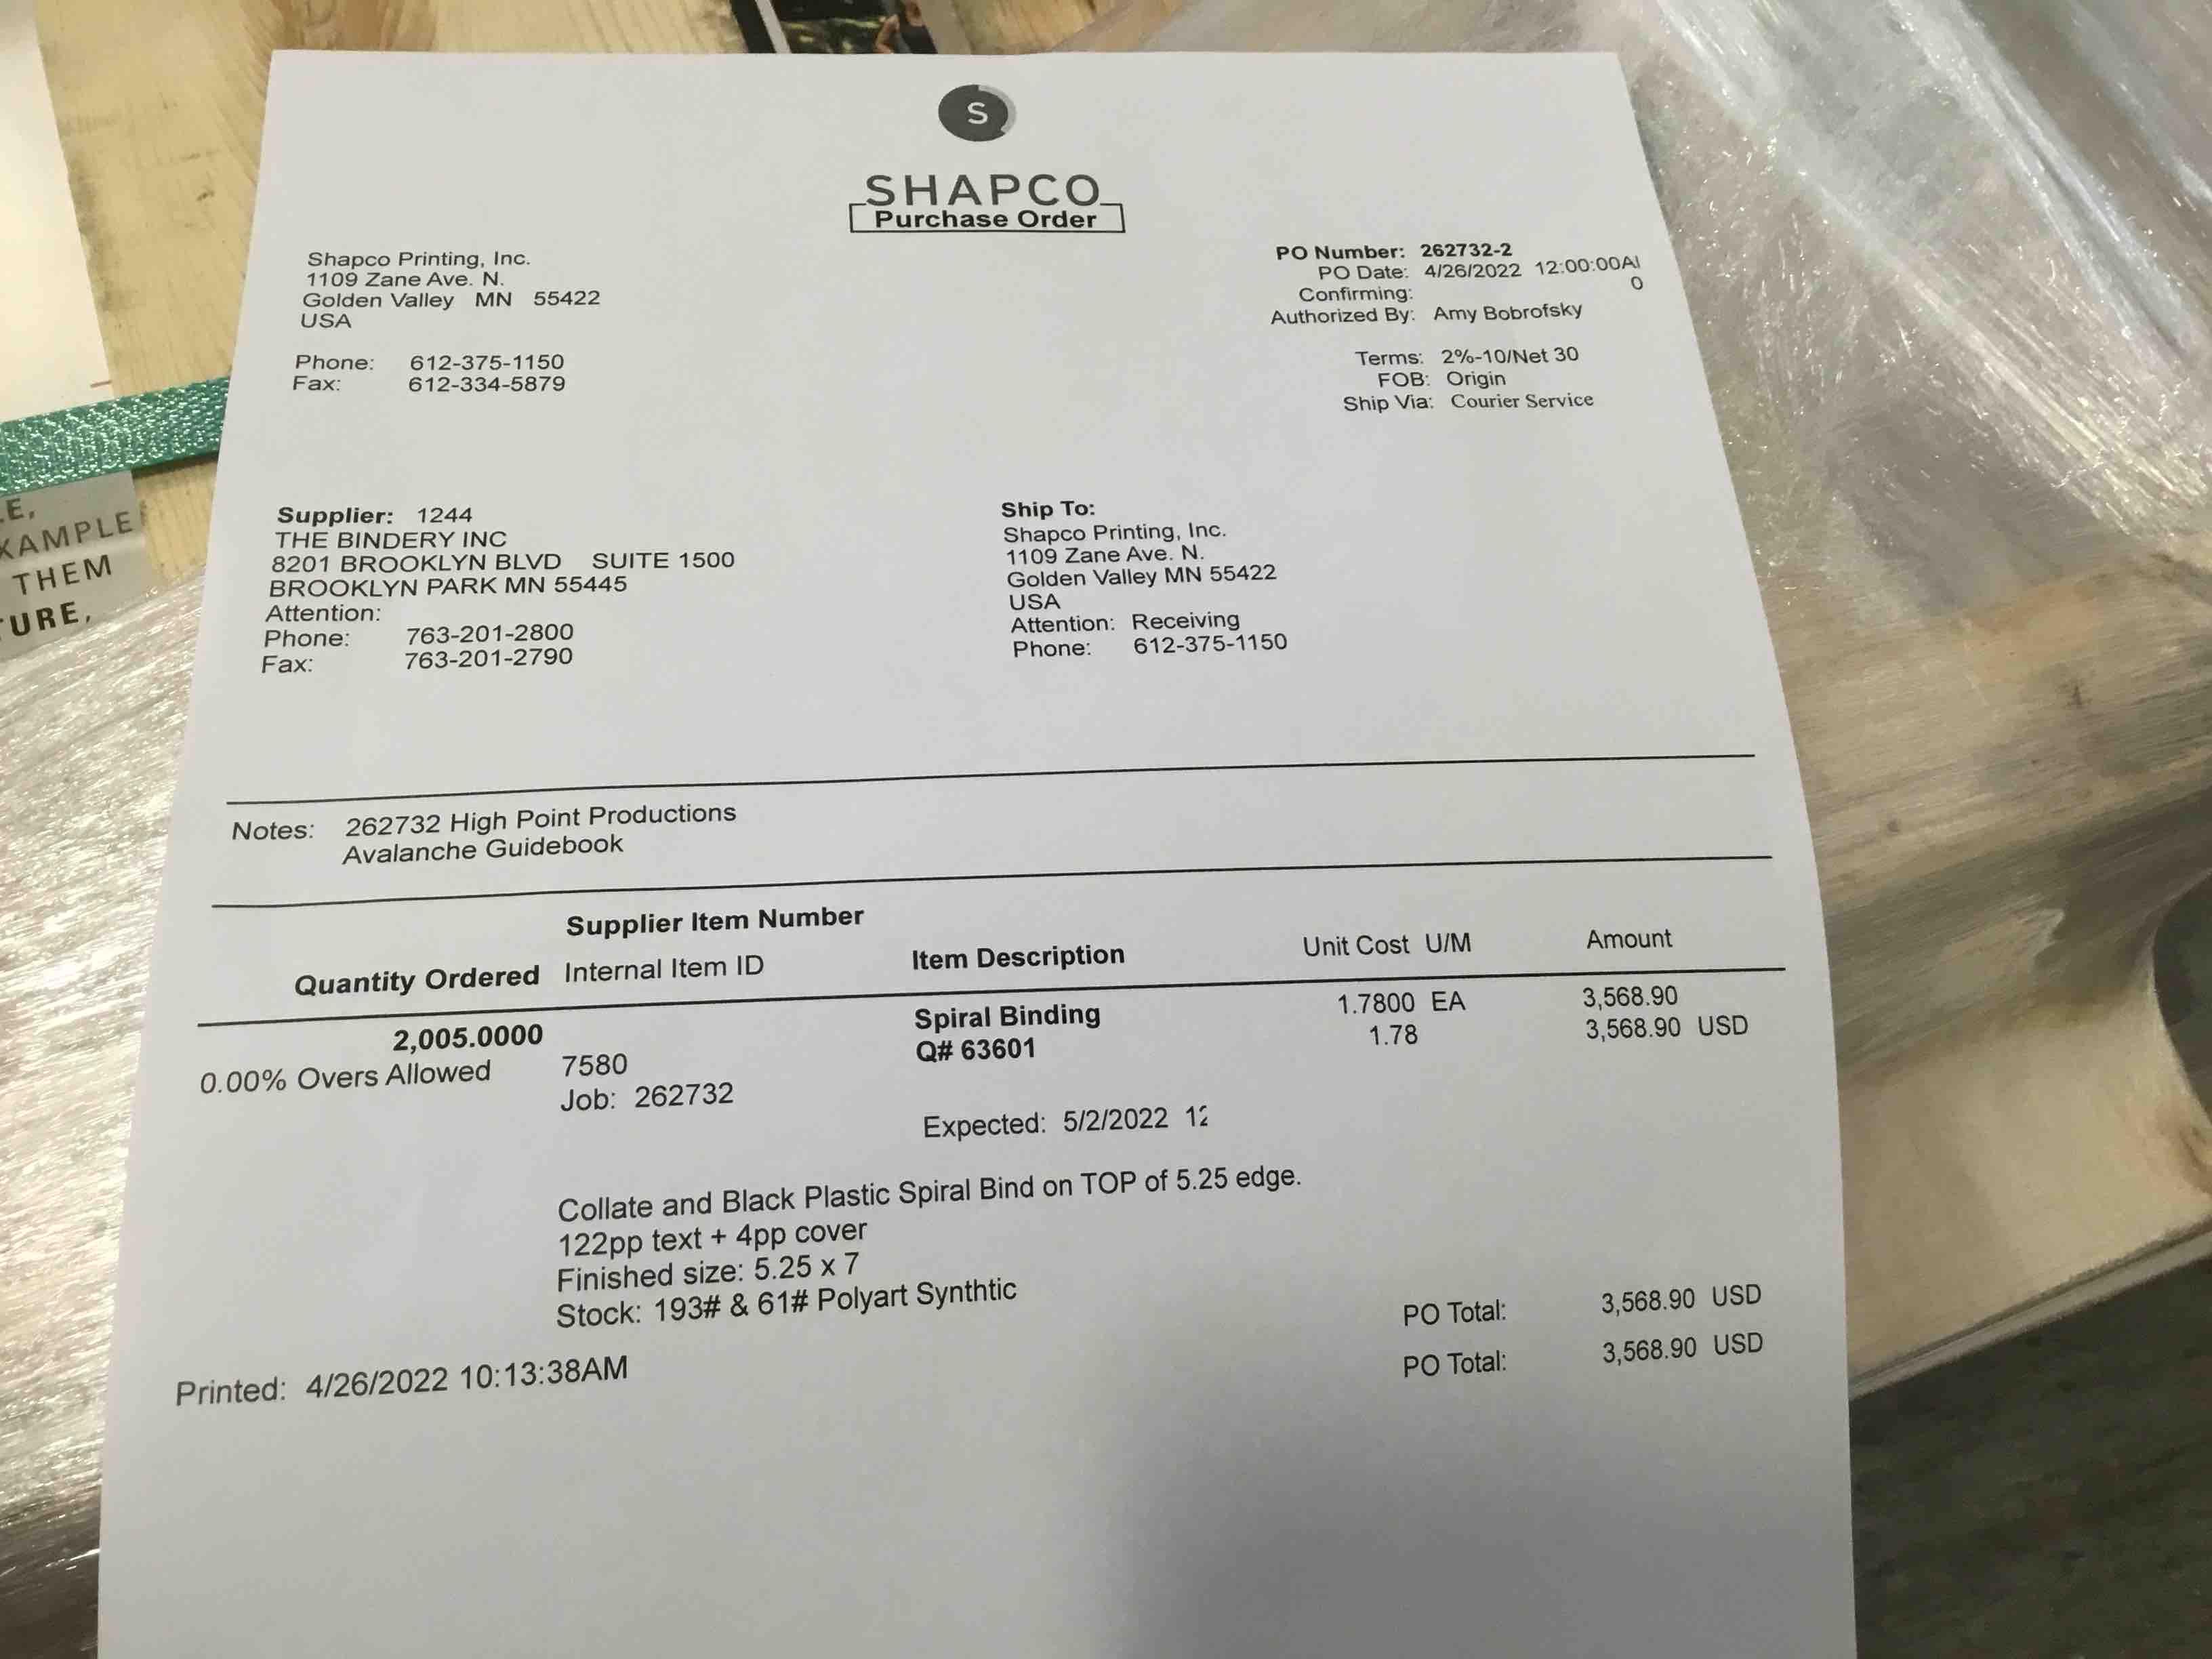 S
SHAPCO
Purchase Order
Shapco Printing, Inc.
1109 Zane Ave. N.
Golden Valley MN 55422
USA
Phone: 612-375-1150
Fax: 612-334-5879
PO Number: 262732-2
PO Date: 4/26/2022 12:00:00AI
0
Confirming:
Authorized By: Amy Bobrofsky
Terms: 2%-10/Net 30
FOB: Origin
Ship Via: Courier Service
Supplier: 1244
THE BINDERY INC
8201 BROOKLYN BLVD SUITE 1500
BROOKLYN PARK MN 55445
Attention:
Phone: 763-201-2800
Fax: 763-201-2790
Ship To:
Shapco Printing, Inc.
1109 Zane Ave. N.
Golden Valley MN 55422
USA
Attention: Receiving
Phone: 612-375-1150
E,
XAMPLE
THEM
TURE,
Notes: 262732 High Point Productions
Avalanche Guidebook
Supplier Item Number
Quantity Ordered Internal Item ID Item Description Unit Cost U/M Amount
2,005.0000 Spiral Binding 1.7800 EA 3,568.90
0.00% Overs Allowed 7580 Q# 63601 1.78 3,568.90 USD
Job: 262732
Expected: 5/2/2022 12
Collate and Black Plastic Spiral Bind on TOP of 5.25 edge.
122pp text + 4pp cover
Finished size: 5.25 x 7
Stock: 193# & 61# Polyart Synthtic
PO Total: 3,568.90 USD
PO Total: 3,568.90 USD
Printed: 4/26/2022 10:13:38AM